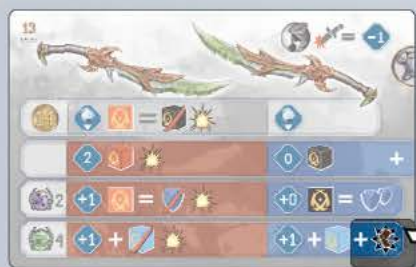 13
= -1
=
2 0 +
2 +1 = +0 =
4 +1 + +1 + +